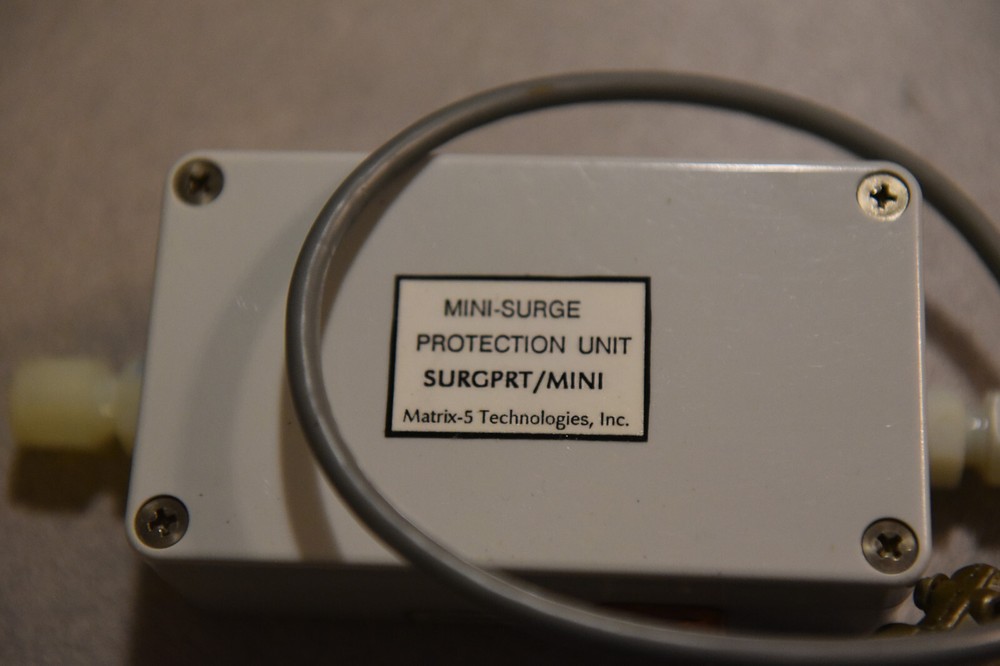 MINI-SURGE
PROTECTION UNIT
SURGPRT/MINI
Matrix-5 Technologies, Inc.